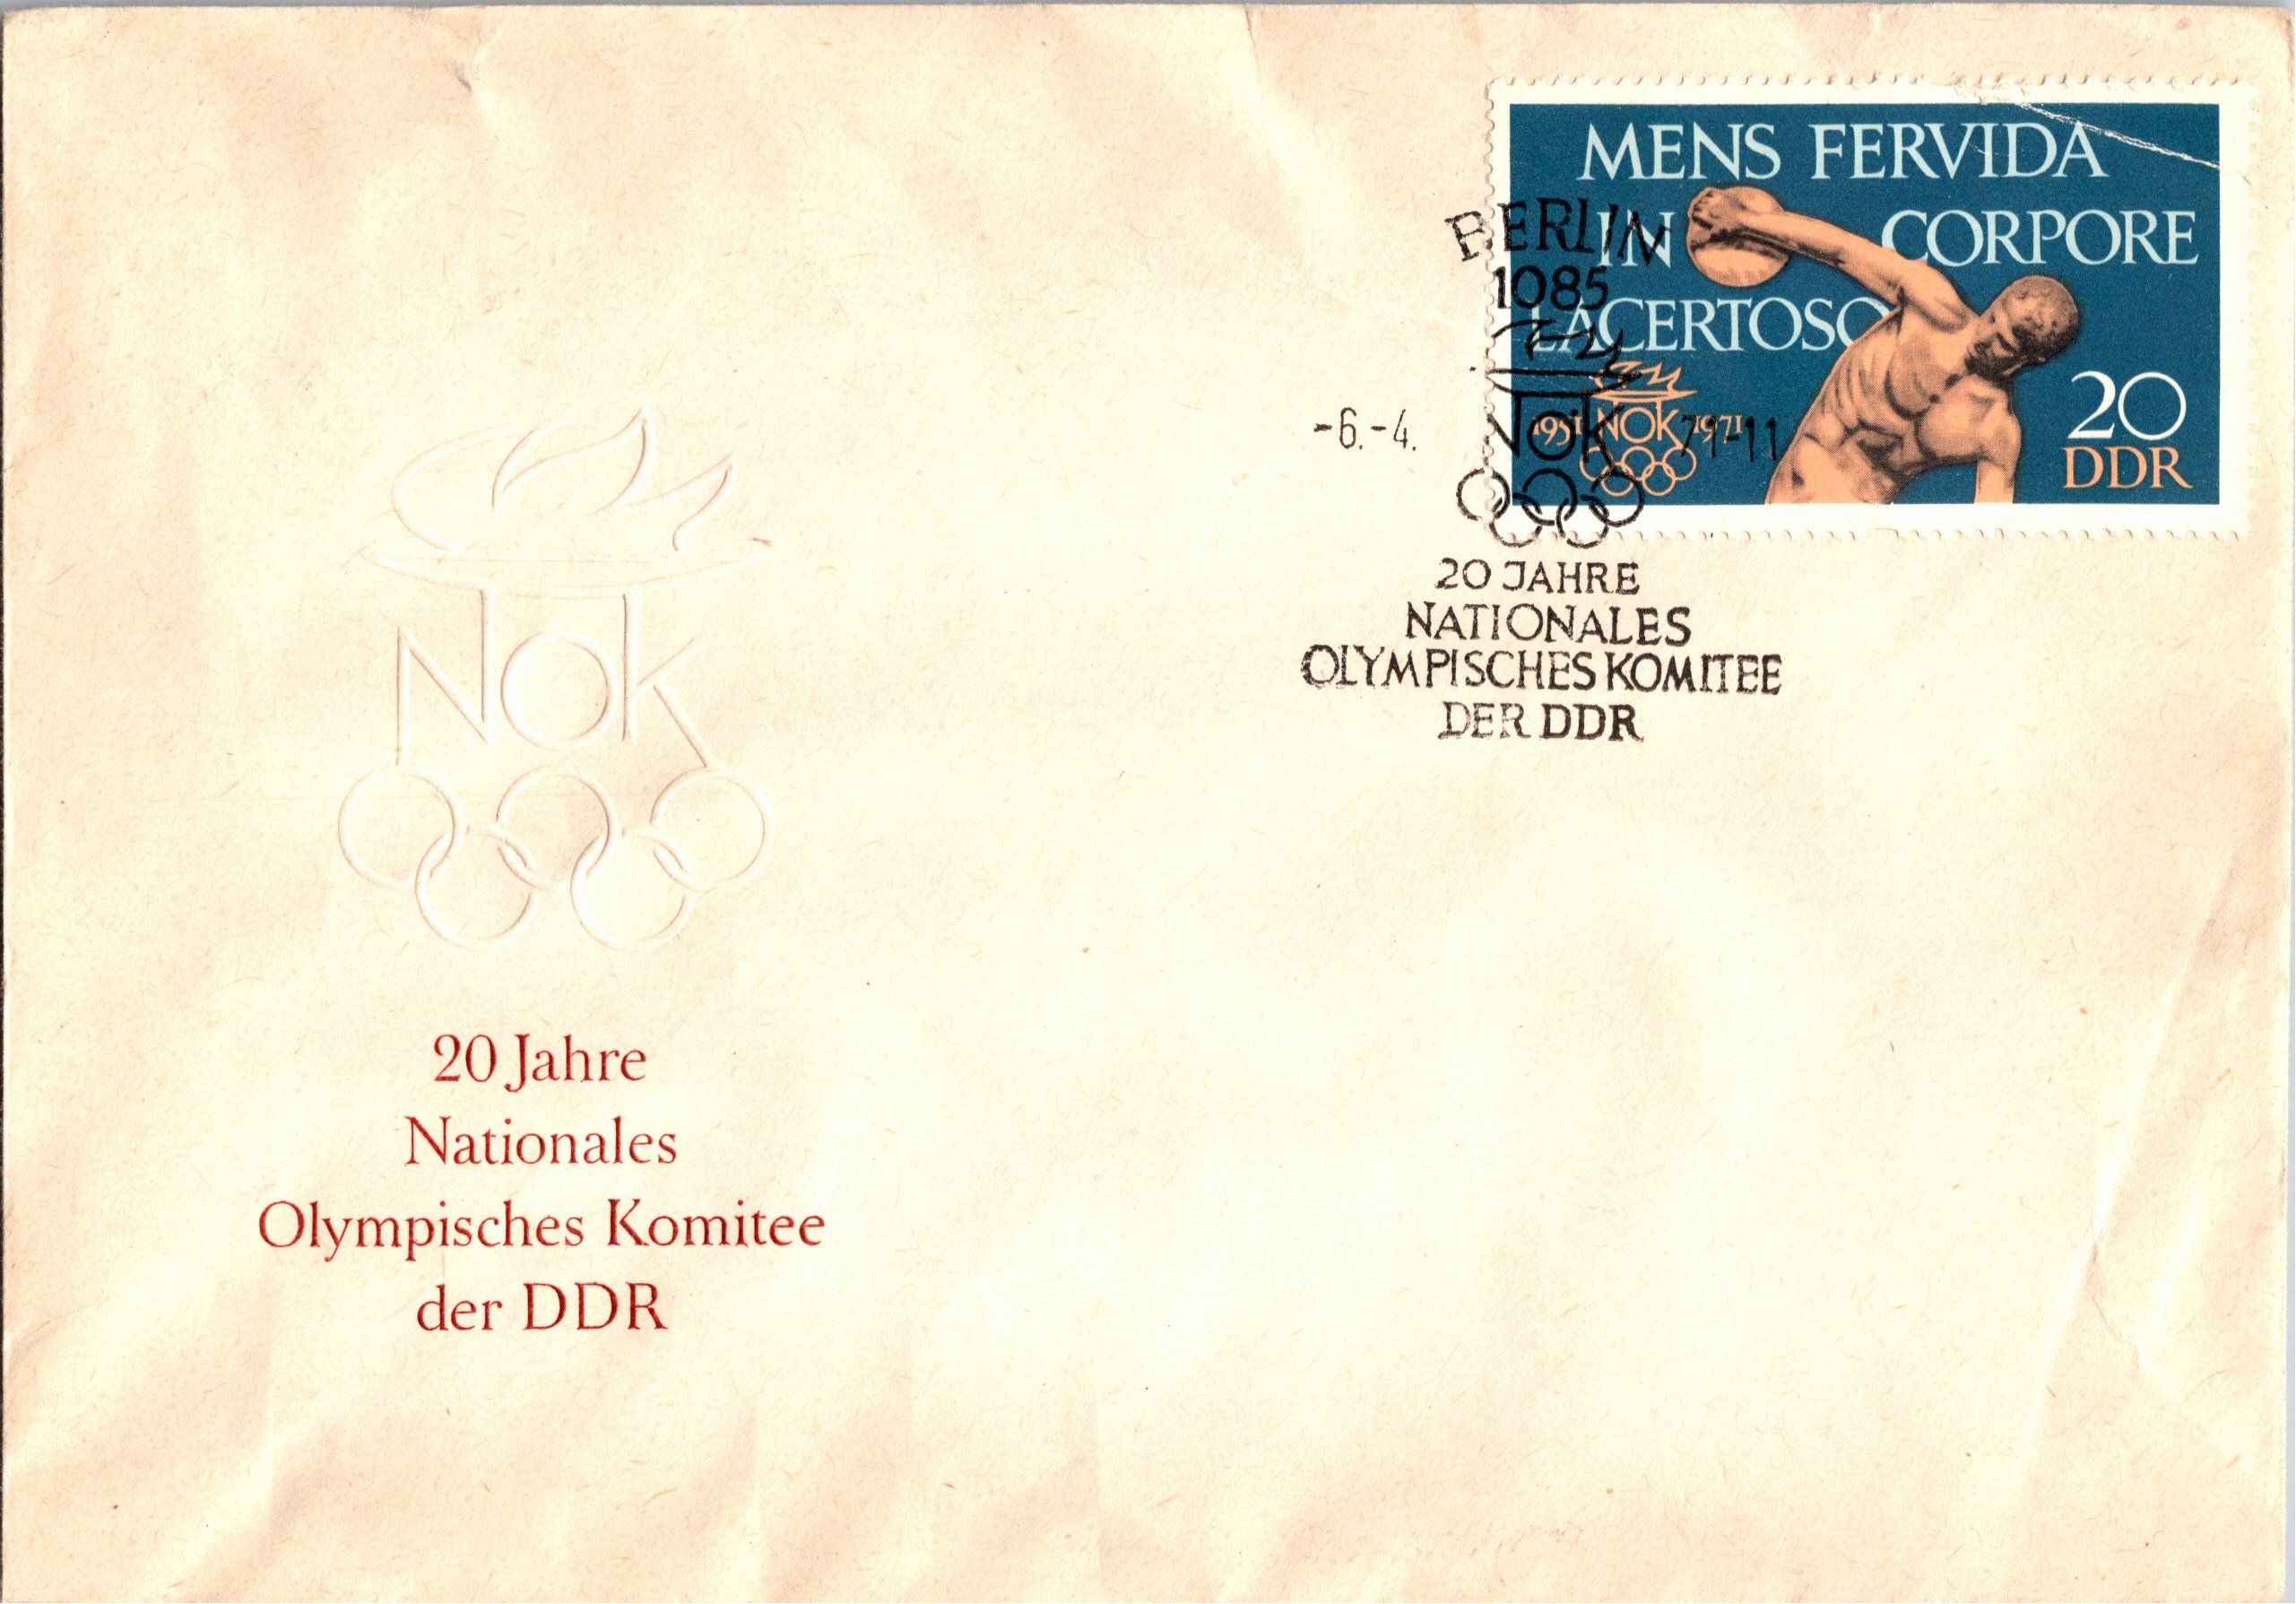 MENS FERVIDA
IN CORPORE
LACERTOSO
1951 NOK 1971
20
DDR
BERLIN
1085
NOK
-6.-4. 71-11
20 JAHRE
NATIONALES
OLYMPISCHES KOMITEE
DER DDR
NOK
20 Jahre
Nationales
Olympisches Komitee
der DDR